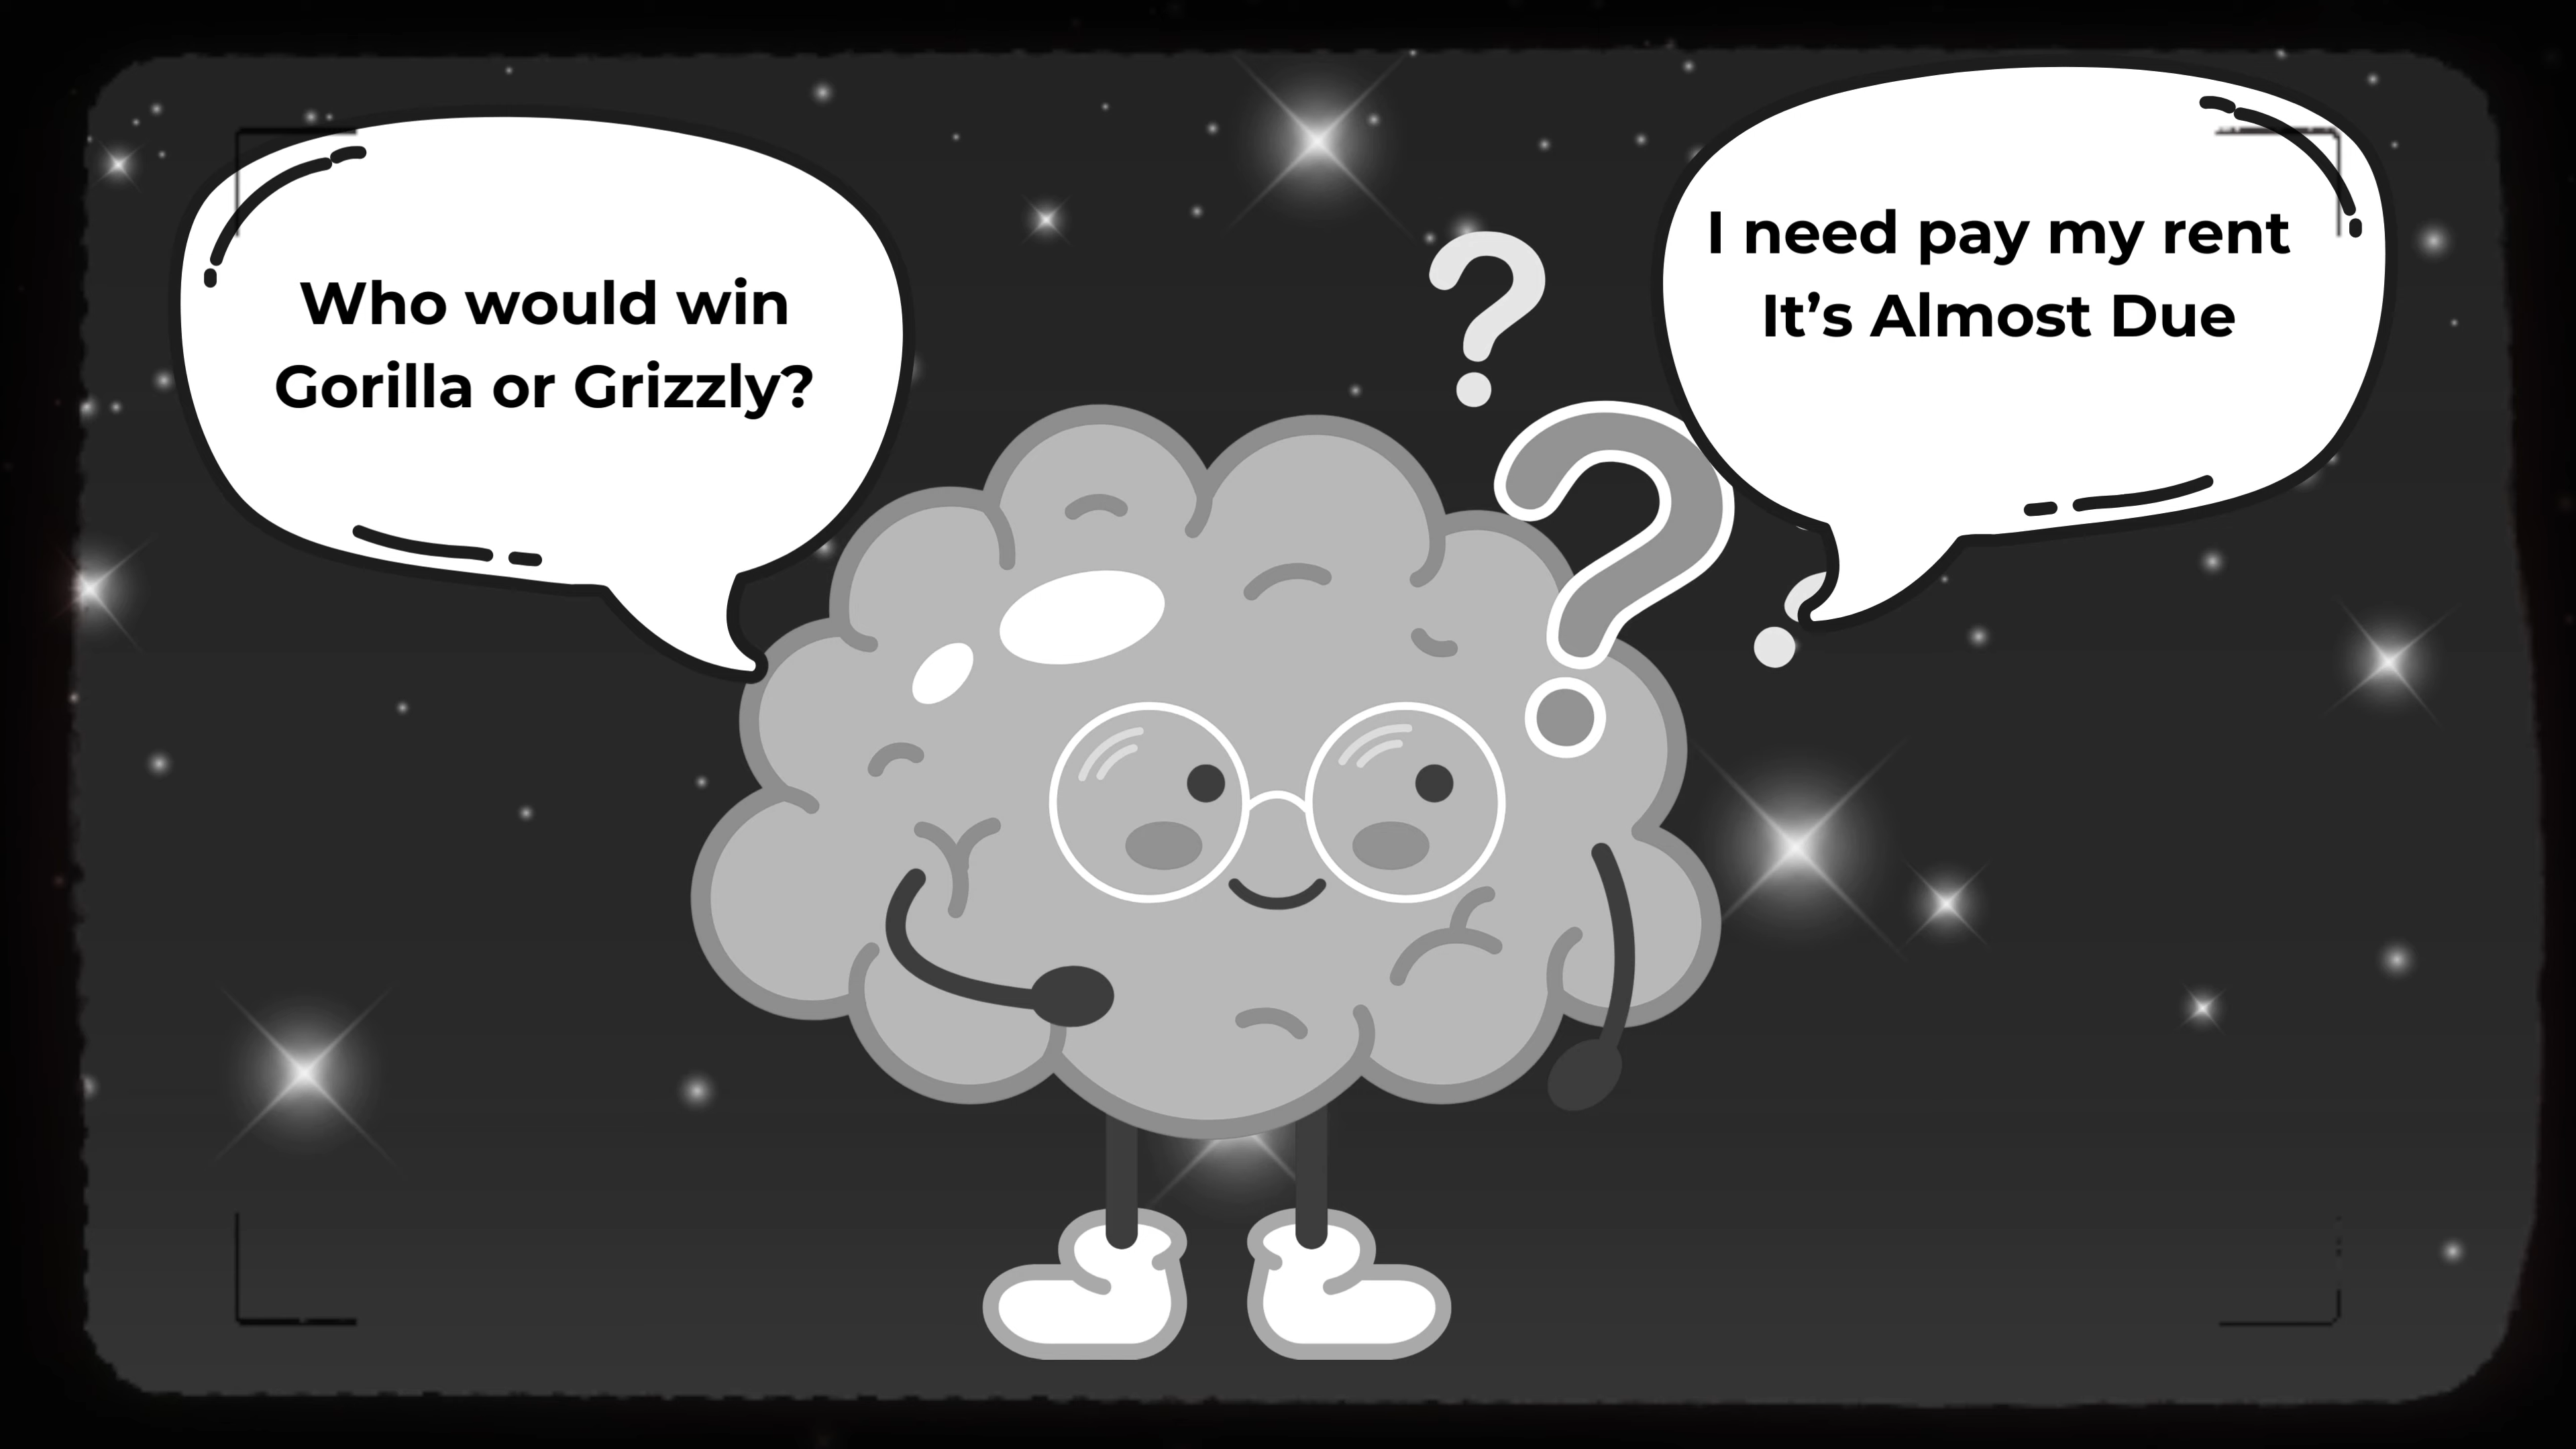 Who would win
Gorilla or Grizzly?
I need pay my rent
It’s Almost Due